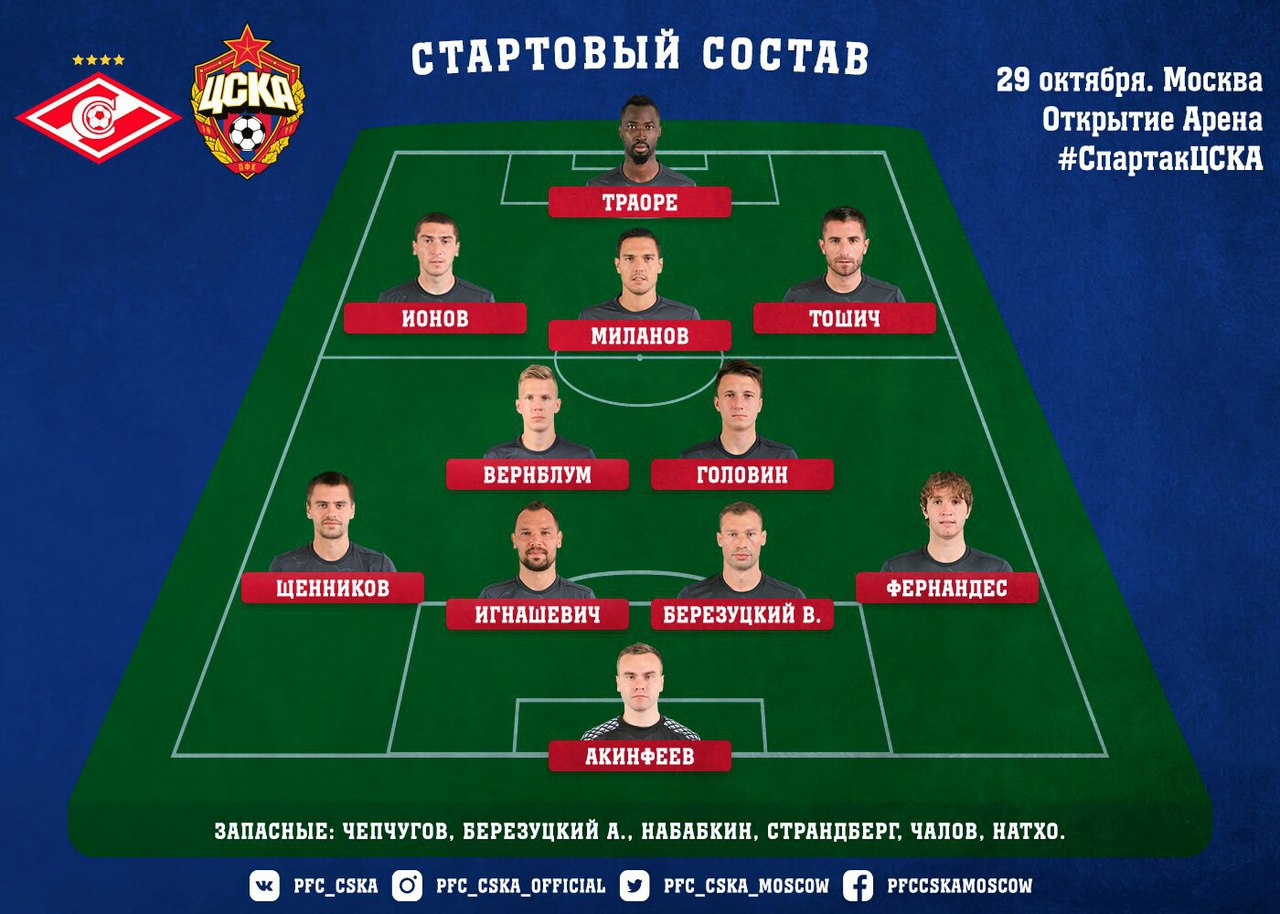 СТАРТОВЫЙ СОСТАВ
29 октября. Москва
Открытие Арена
#СпартакЦСКА
ЦСКА
ПФК
ТРАОРЕ
ИОНОВ
МИЛАНОВ
ТОШИЧ
ВЕРНБЛУМ
ГОЛОВИН
ЩЕННИКОВ
ИГНАШЕВИЧ
БЕРЕЗУЦКИЙ В.
ФЕРНАНДЕС
АКИНФЕЕВ
ЗАПАСНЫЕ: ЧЕПЧУГОВ, БЕРЕЗУЦКИЙ А., НАБАБКИН, СТРАНДБЕРГ, ЧАЛОВ, НАТХО.
PFC_CSKA PFC_CSKA_OFFICIAL PFC_CSKA_MOSCOW PFCCSKAMOSCOW